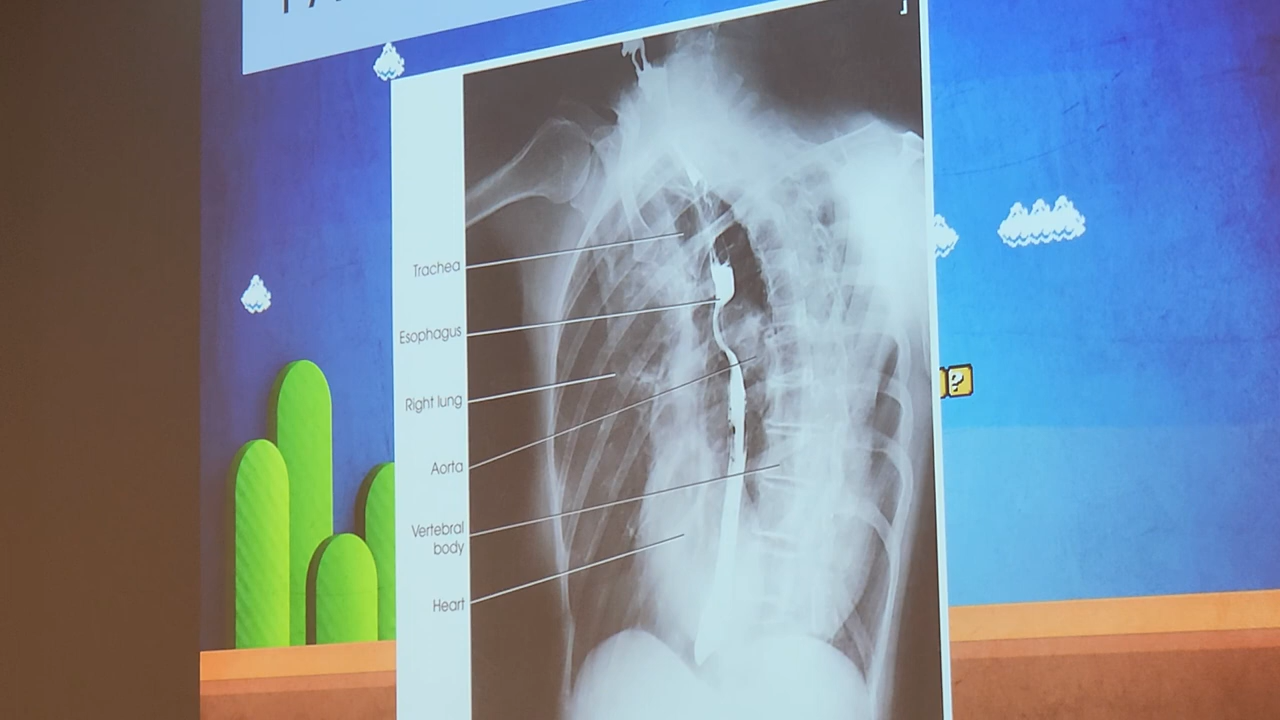 Trachea
Esophagus
Right lung
Aorta
Vertebral
body
Heart
?